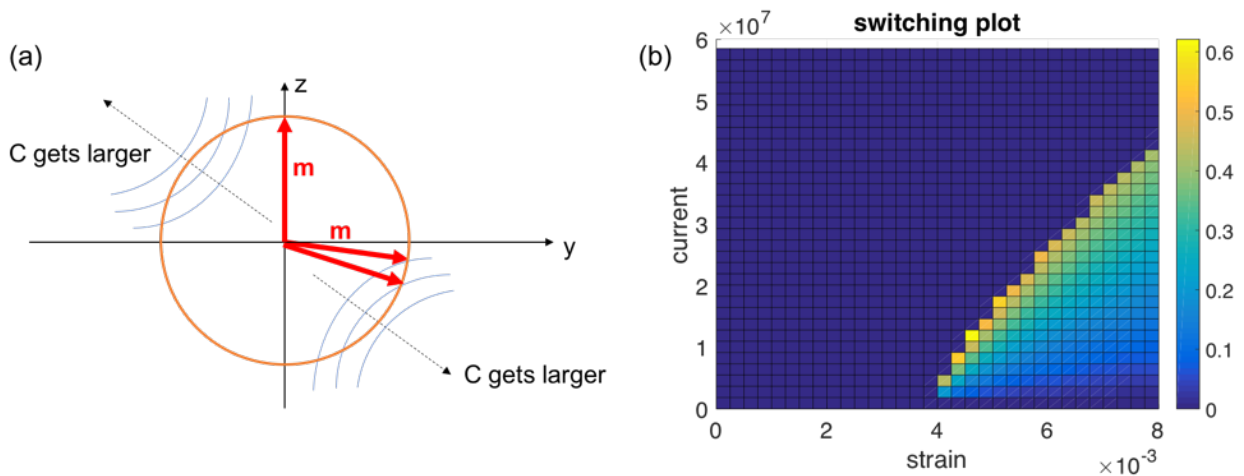 (a)
z
C gets larger
m
m
y
C gets larger
(b)
switching plot
×10⁷
6
5
4
3
2
1
0
current
0
2
4
6
8
strain
×10⁻³
0.6
0.5
0.4
0.3
0.2
0.1
0